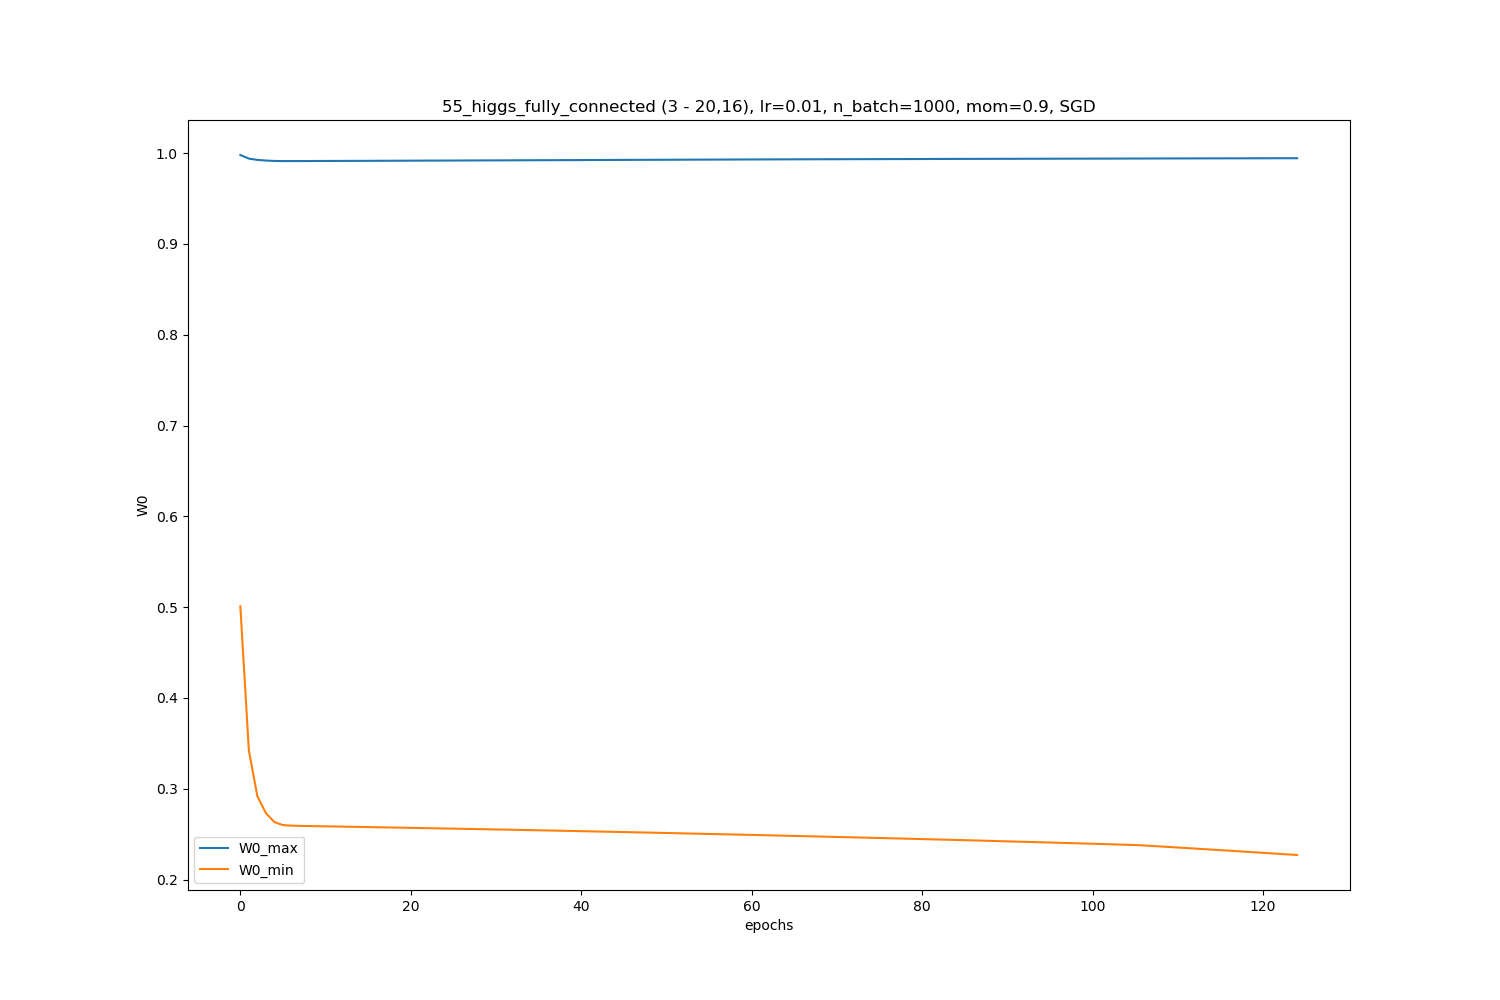 55_higgs_fully_connected (3 - 20,16), lr=0.01, n_batch=1000, mom=0.9, SGD
1.0
0.9
0.8
0.7
0.6
0.5
0.4
0.3
0.2
W0
W0_max
W0_min
0 20 40 60 80 100 120
epochs